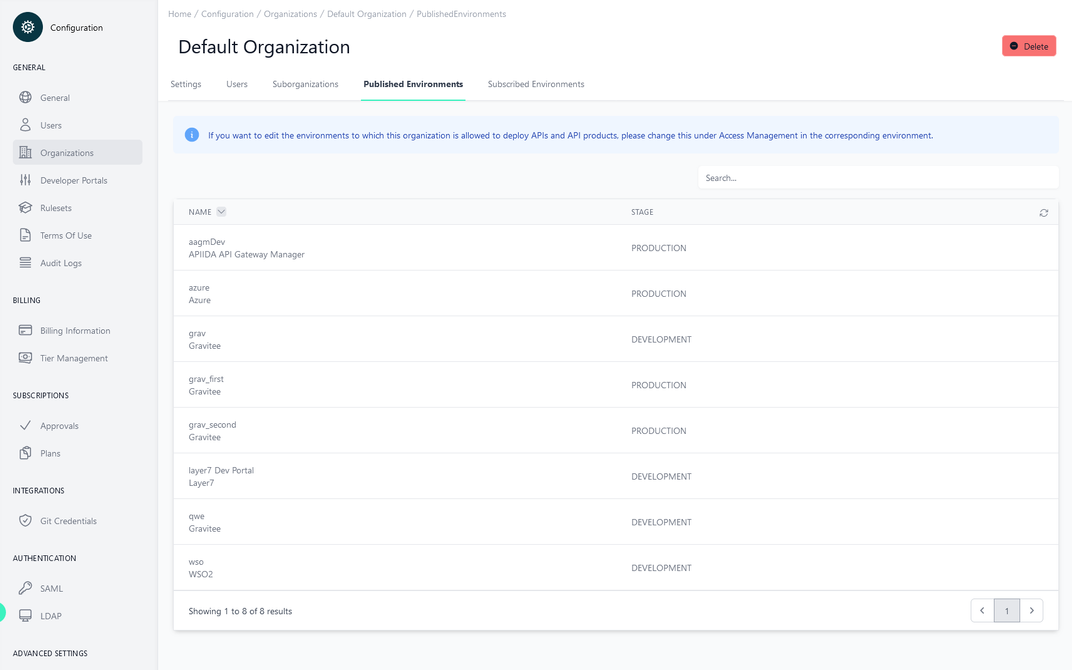 Configuration
GENERAL
General
Users
Organizations
Developer Portals
Rulesets
Terms Of Use
Audit Logs
BILLING
Billing Information
Tier Management
SUBSCRIPTIONS
Approvals
Plans
INTEGRATIONS
Git Credentials
AUTHENTICATION
SAML
LDAP
ADVANCED SETTINGS
Home / Configuration / Organizations / Default Organization / PublishedEnvironments
Default Organization
Delete
Settings Users Suborganizations Published Environments Subscribed Environments
If you want to edit the environments to which this organization is allowed to deploy APIs and API products, please change this under Access Management in the corresponding environment.
Search...
NAME STAGE
aagmDev
APIIDA API Gateway Manager
PRODUCTION
azure
Azure
PRODUCTION
grav
Gravitee
DEVELOPMENT
grav_first
Gravitee
PRODUCTION
grav_second
Gravitee
PRODUCTION
layer7 Dev Portal
Layer7
DEVELOPMENT
qwe
Gravitee
DEVELOPMENT
wso
WSO2
DEVELOPMENT
Showing 1 to 8 of 8 results
1